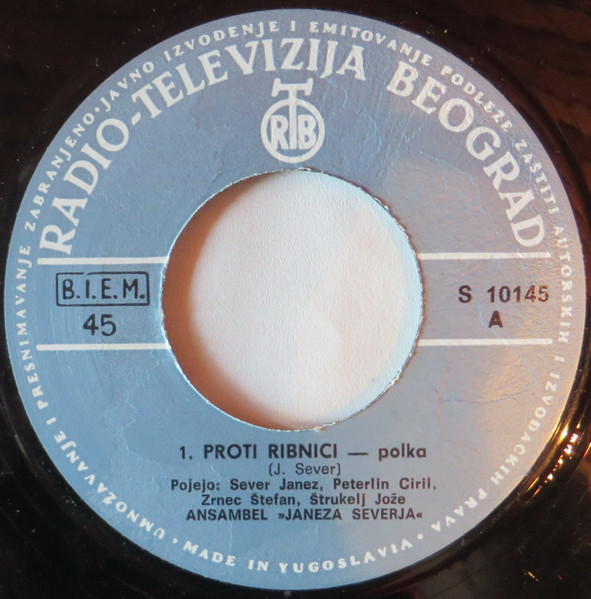 UMNOŽAVANJE I PRESNIMAVANJE ZABRANJENO • JAVNO IZVOĐENJE I EMITOVANJE PODLEŽE ZAŠTITI AUTORSKIH I IZVOĐAČKIH PRAVA •
RADIO-TELEVIZIJA BEOGRAD
RTB
B.I.E.M.
45
S 10145
A
1. PROTI RIBNICI — polka
(J. Sever)
Pojejo: Sever Janez, Peterlin Ciril,
Zrnec Štefan, Štrukelj Jože
ANSAMBEL »JANEZA SEVERJA«
• MADE IN YUGOSLAVIA •